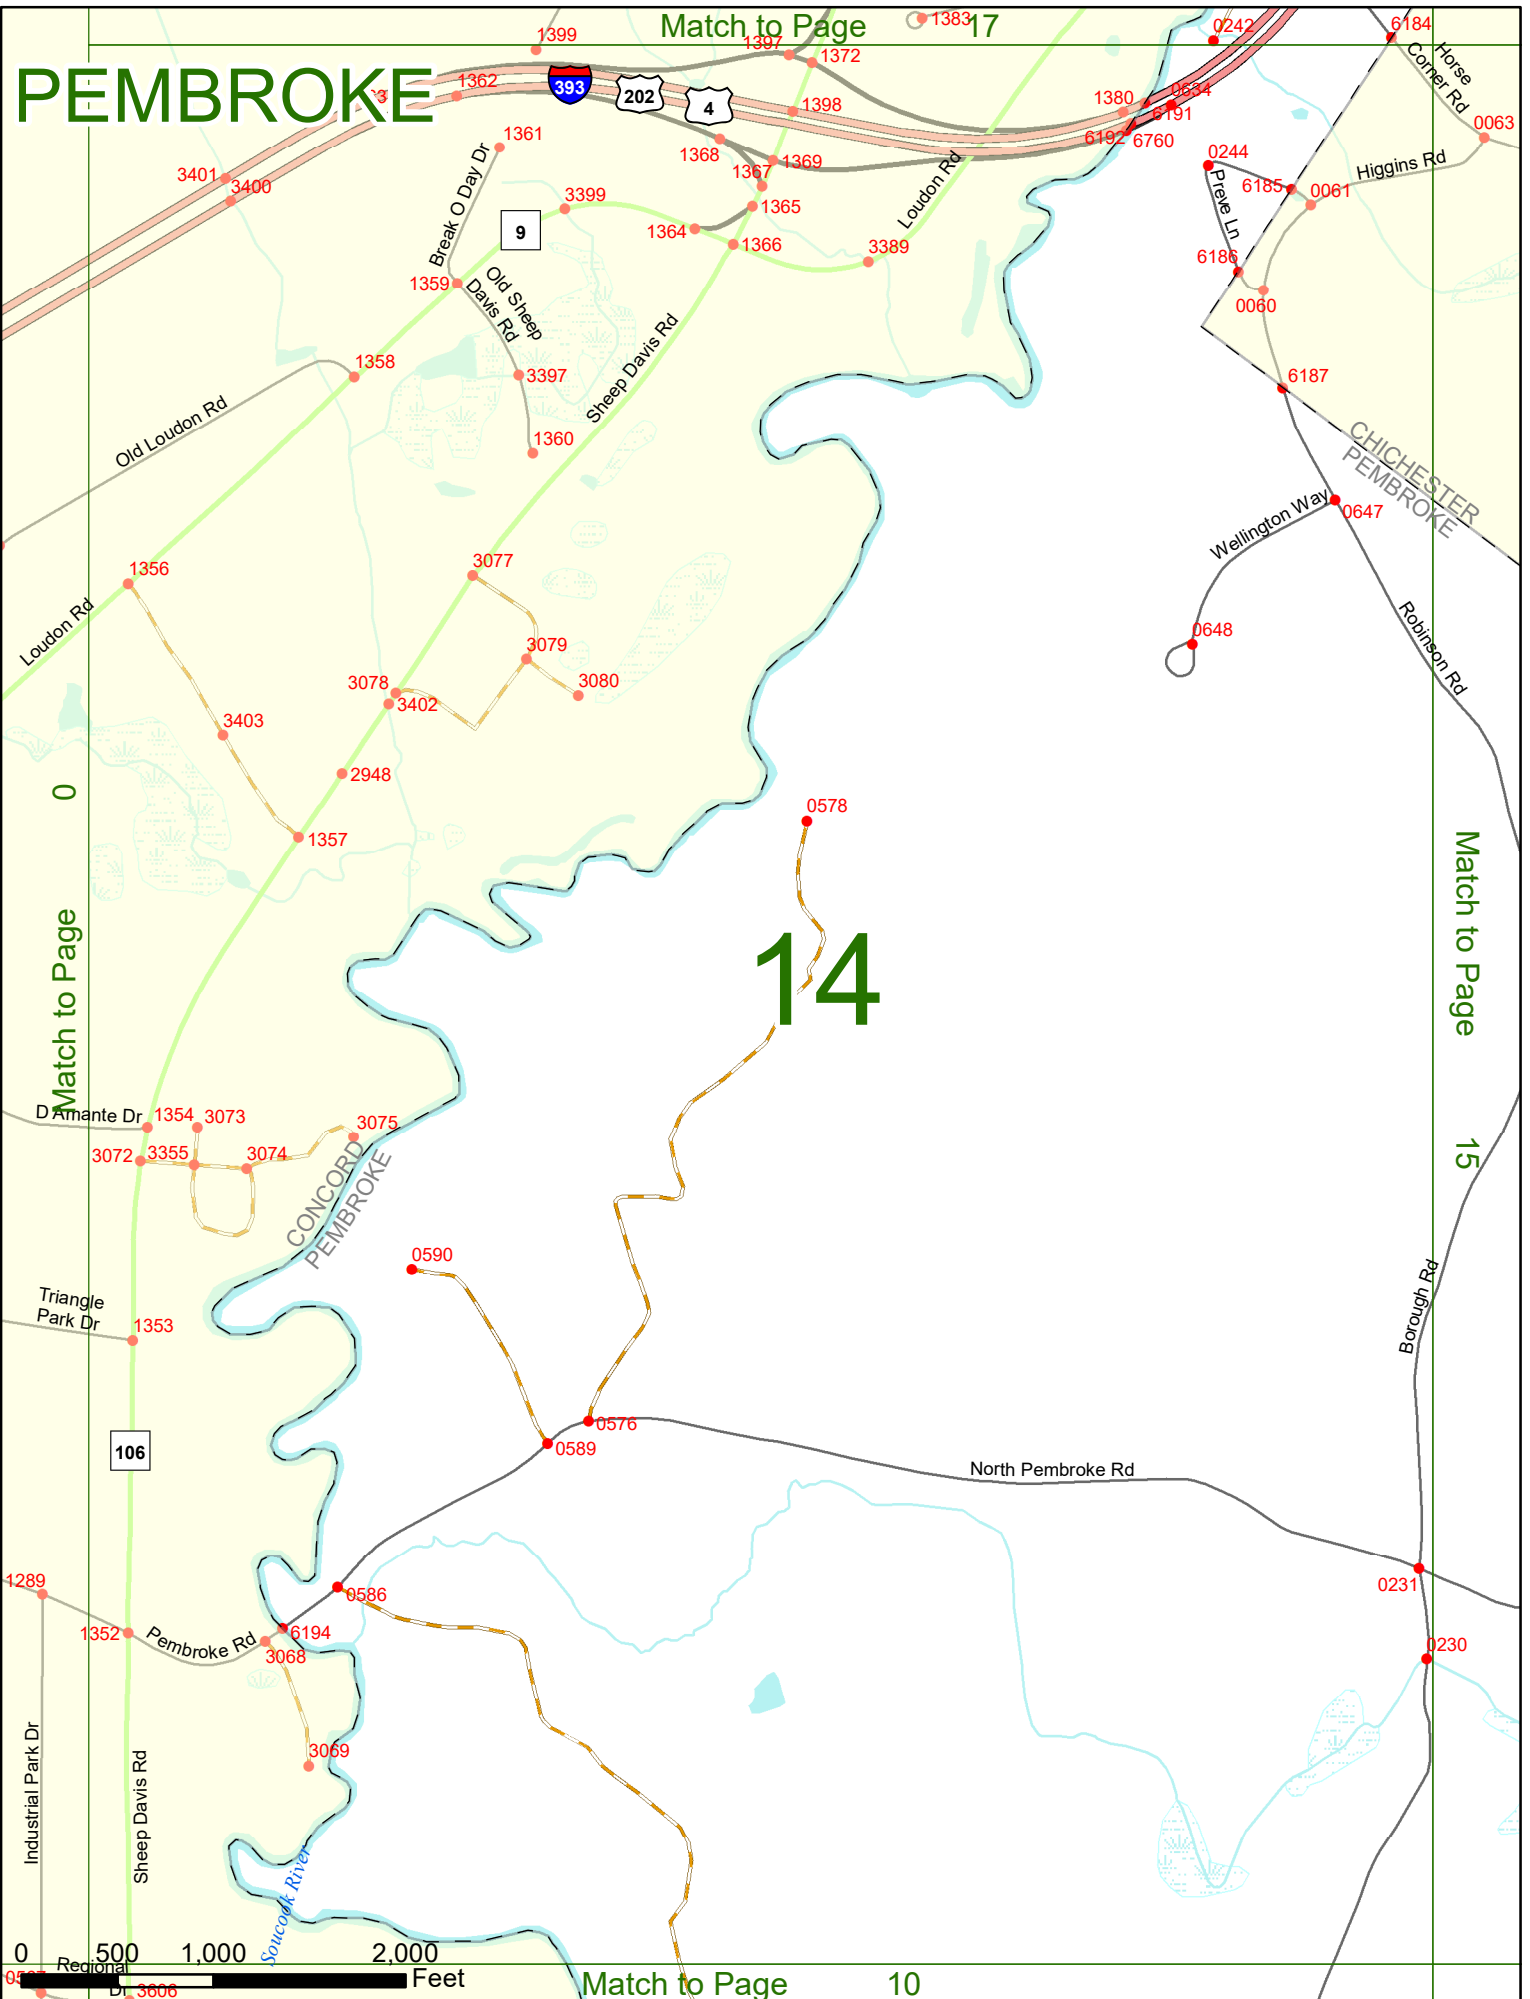 Match to Page 17
PEMBROKE
1383
0242
6184
1399
1397
1372
Horse
Corner Rd
1362
393
202
4
1398
1380
0634
6191
6192
6760
0063
1361
1368
1369
1367
0244
Higgins Rd
6185
0061
3401
3400
Break O Day Dr
3399
9
1365
1364
1366
Loudon Rd
3389
Preve Ln
6186
0060
1359
Old Sheep
Davis Rd
1358
3397
Sheep Davis Rd
6187
Old Loudon Rd
1360
CHICHESTER
PEMBROKE
Wellington Way
0647
1356
3077
Loudon Rd
0648
Robinson Rd
3079
3078
3080
3402
3403
2948
0
Match to Page
1357
0578
Match to Page
15
14
D Amante Dr
1354
3073
3075
3072
3355
3074
CONCORD
PEMBROKE
0590
Triangle
Park Dr
1353
Borough Rd
0576
0589
106
North Pembroke Rd
1289
0586
0231
1352
Pembroke Rd
6194
3068
0230
3069
Industrial Park Dr
Sheep Davis Rd
Soucook River
0 500 1,000 2,000
Feet
Regional
Dr
3606
Match to Page 10